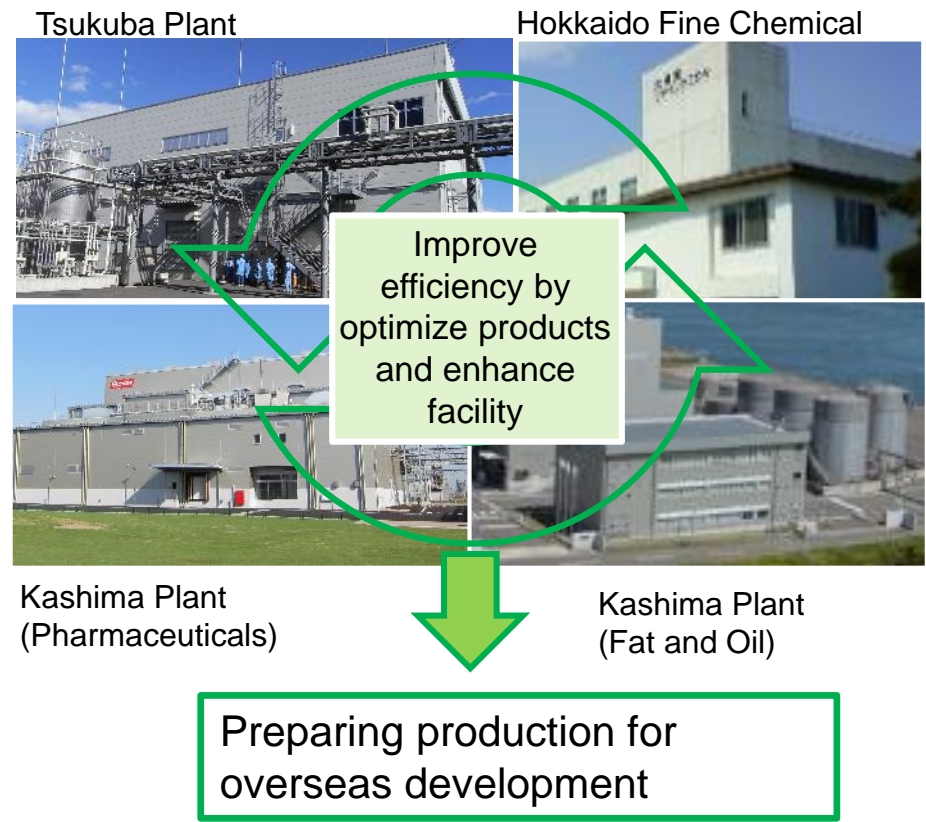 Tsukuba Plant
Hokkaido Fine Chemical
Improve
efficiency by
optimize products
and enhance
facility
Kashima Plant
(Pharmaceuticals)
Kashima Plant
(Fat and Oil)
Preparing production for
overseas development